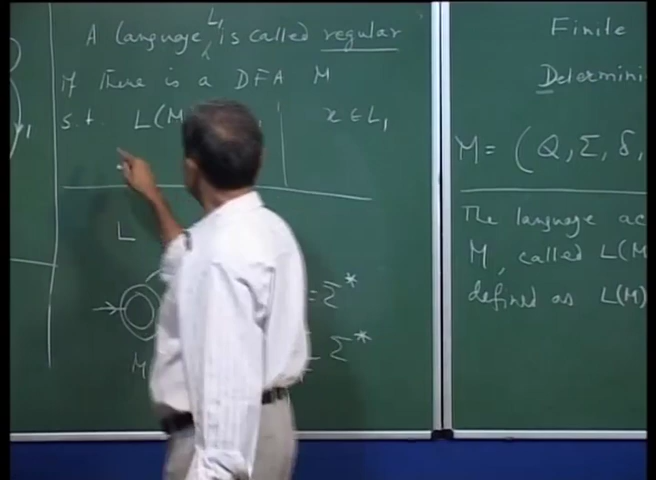 L₁
A language is called regular
If there is a DFA M
s.t. L(M
x ∈ L₁
L
= Σ*
Σ*
M
Finite
Determini
M = (Q, Σ, δ,
The language ac
M, called L(M
defined as L(M)